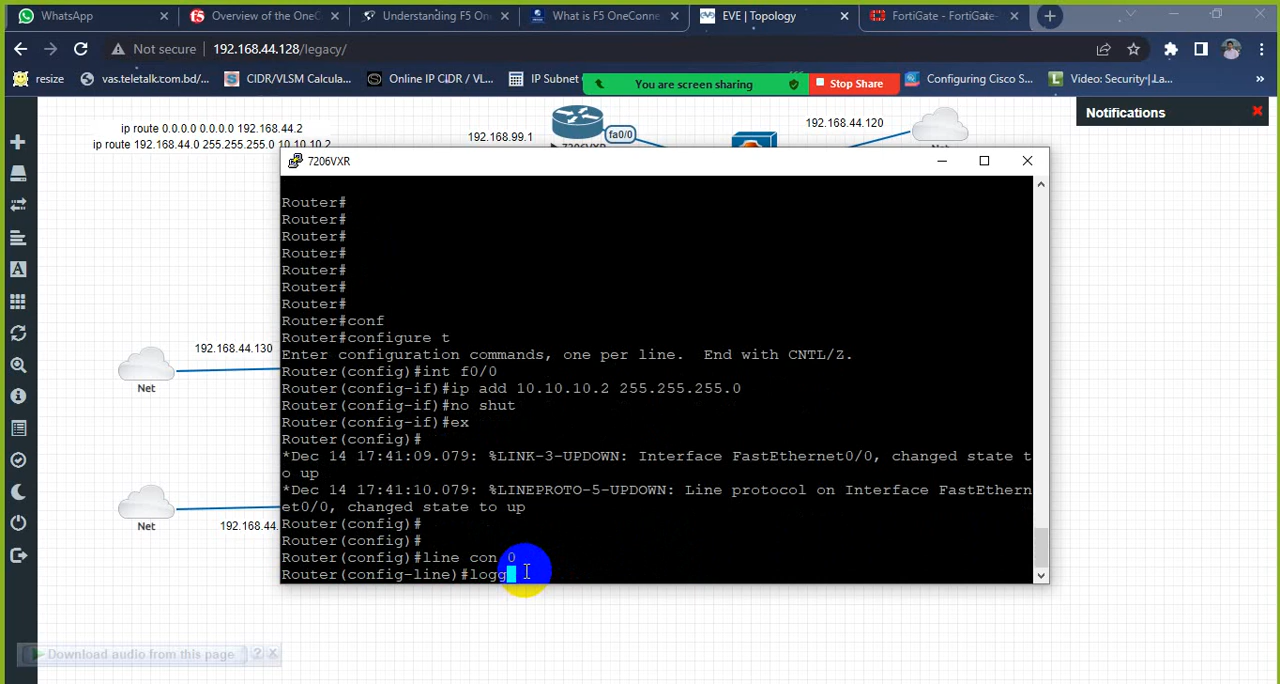 WhatsApp
Overview of the OneC
Understanding F5 On
What is F5 OneConne
EVE | Topology
FortiGate - FortiGate-
Not secure
192.168.44.128/legacy/
resize
vas.teletalk.com.bd/...
CIDR/VLSM Calcula...
Online IP CIDR / VL...
IP Subnet
You are screen sharing
Stop Share
Configuring Cisco S...
Video: Security | La...
»
Notifications
ip route 0.0.0.0 0.0.0.0 192.168.44.2
ip route 192.168.44.0 255.255.255.0 10.10.10.2
192.168.99.1
fa0/0
192.168.44.120
7206VXR
Router#
Router#
Router#
Router#
Router#
Router#
Router#
Router#conf
Router#configure t
Enter configuration commands, one per line.  End with CNTL/Z.
Router(config)#int f0/0
Router(config-if)#ip add 10.10.10.2 255.255.255.0
Router(config-if)#no shut
Router(config-if)#ex
Router(config)#
*Dec 14 17:41:09.079: %LINK-3-UPDOWN: Interface FastEthernet0/0, changed state t
o up
*Dec 14 17:41:10.079: %LINEPROTO-5-UPDOWN: Line protocol on Interface FastEthern
et0/0, changed state to up
Router(config)#
Router(config)#
Router(config)#line con 0
Router(config-line)#logg
192.168.44.130
Net
Net
192.168.44.
Download audio from this page
?